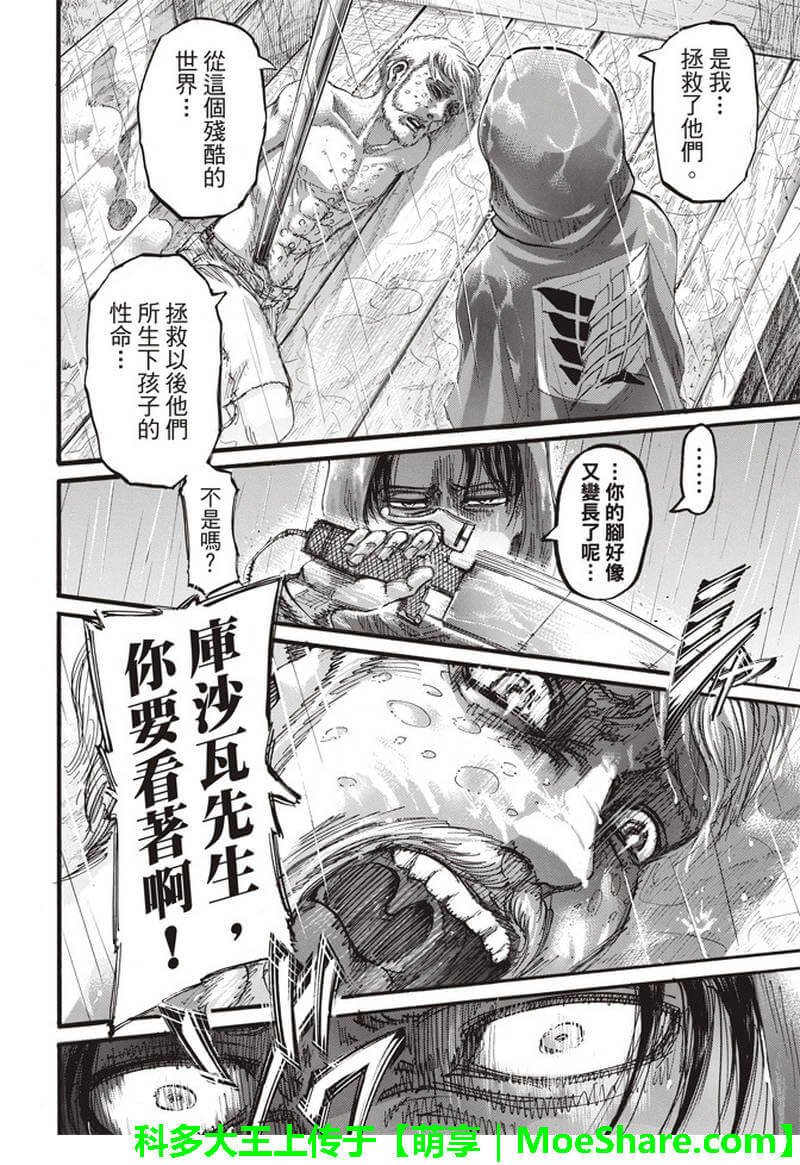 是我…
拯救了他們。
從這個殘酷的
世界…
拯救以後他們
所生下孩子的
性命…
……
…你的腳好像
又變長了呢…
不是嗎？
庫沙瓦先生，
你要看著啊！
科多大王上传于【萌享 | MoeShare.com】